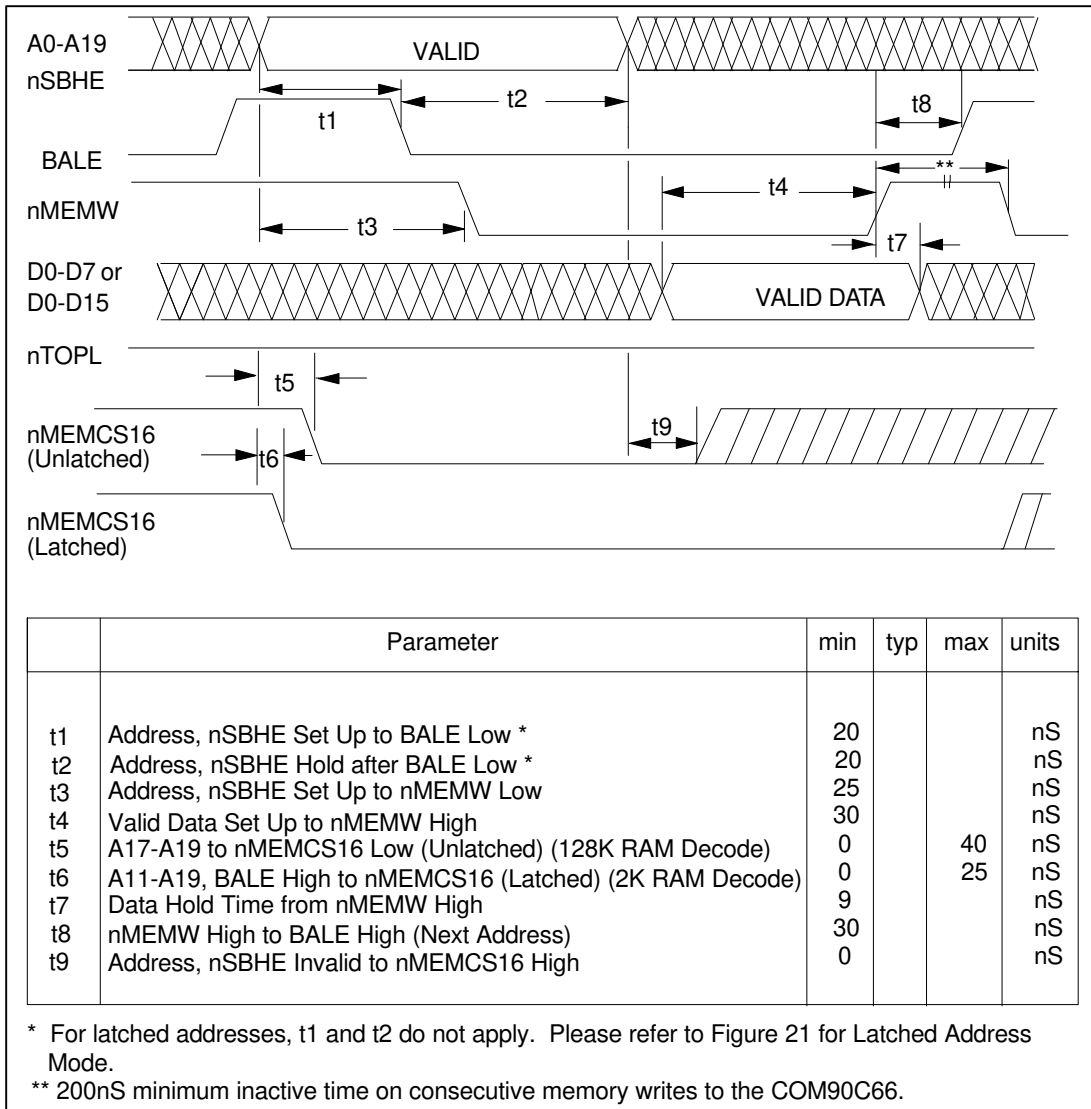 A0-A19
VALID
nSBHE
t1
t2
t8
BALE
**
nMEMW
t3
t4
t7
D0-D7 or
D0-D15
VALID DATA
nTOPL
t5
nMEMCS16
(Unlatched)
t9
t6
nMEMCS16
(Latched)
Parameter min typ max units
t1 Address, nSBHE Set Up to BALE Low * 20 nS
t2 Address, nSBHE Hold after BALE Low * 20 nS
t3 Address, nSBHE Set Up to nMEMW Low 25 nS
t4 Valid Data Set Up to nMEMW High 30 nS
t5 A17-A19 to nMEMCS16 Low (Unlatched) (128K RAM Decode) 0 40 nS
t6 A11-A19, BALE High to nMEMCS16 (Latched) (2K RAM Decode) 0 25 nS
t7 Data Hold Time from nMEMW High 9 nS
t8 nMEMW High to BALE High (Next Address) 30 nS
t9 Address, nSBHE Invalid to nMEMCS16 High 0 nS
* For latched addresses, t1 and t2 do not apply. Please refer to Figure 21 for Latched Address
Mode.
** 200nS minimum inactive time on consecutive memory writes to the COM90C66.